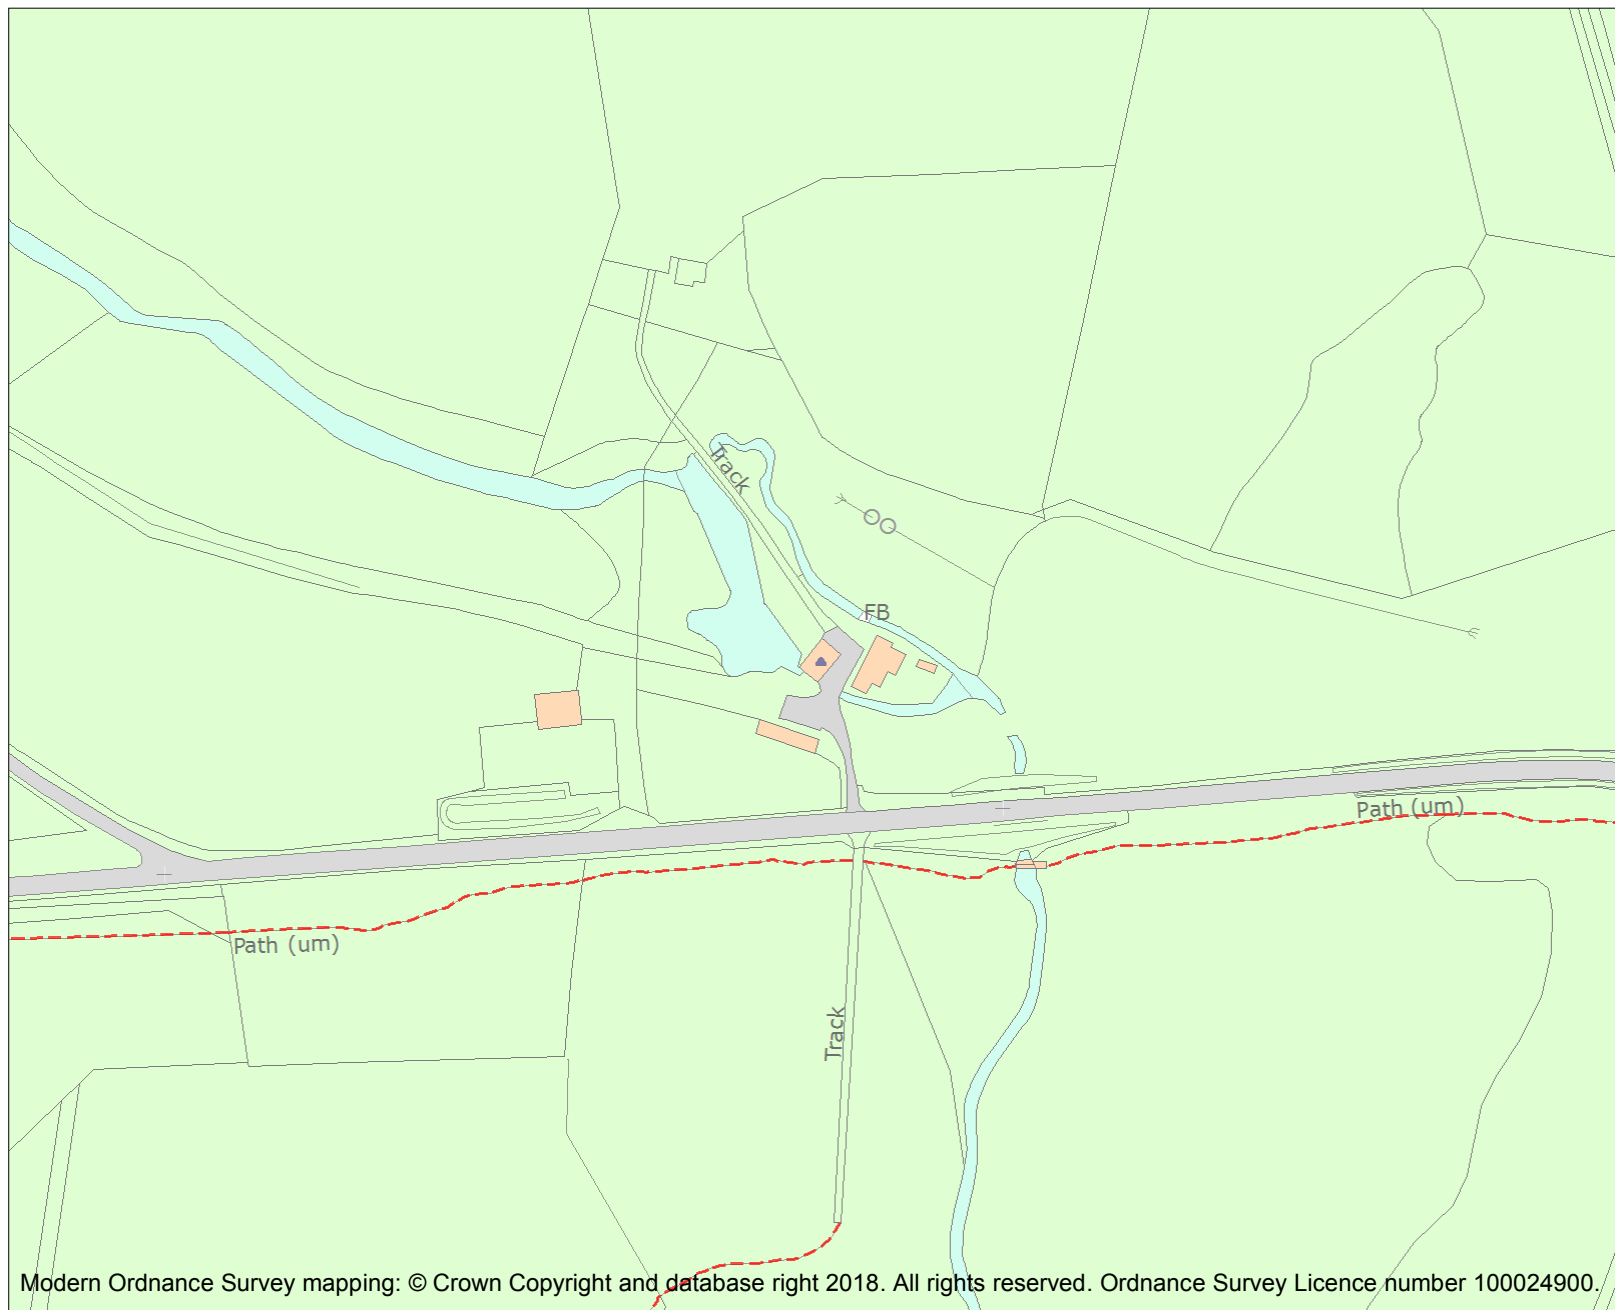 Track
FB
Path (um)
Path (um)
Track
Modern Ordnance Survey mapping: © Crown Copyright and database right 2018. All rights reserved. Ordnance Survey Licence number 100024900.